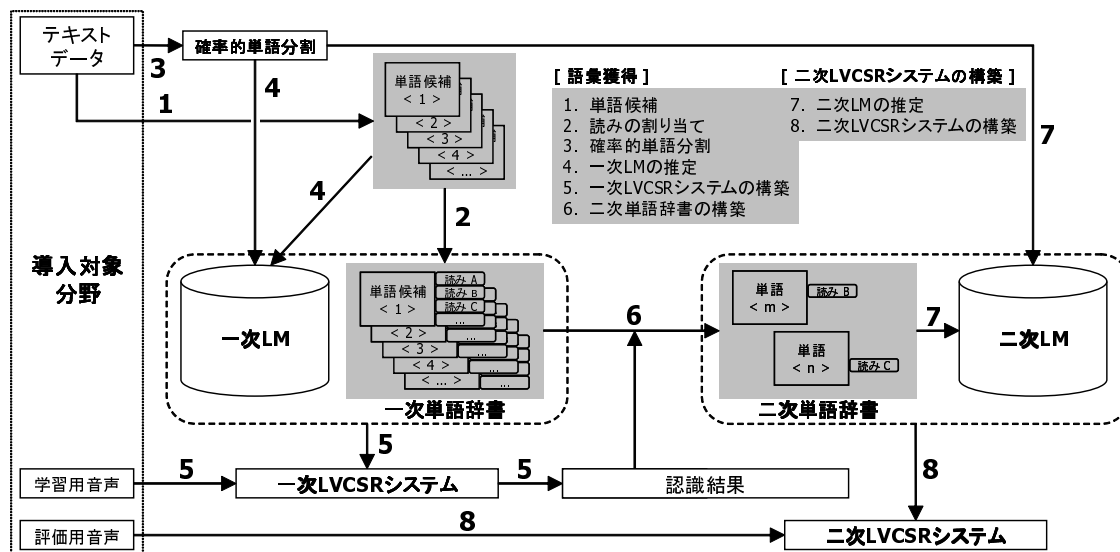 テキスト
データ
3
確率的単語分割
1
4
単語候補
< 1 >
< 2 >
< 3 >
< 4 >
< ... >
[ 語彙獲得 ]
1. 単語候補
2. 読みの割り当て
3. 確率的単語分割
4. 一次LMの推定
5. 一次LVCSRシステムの構築
6. 二次単語辞書の構築
[ 二次LVCSRシステムの構築 ]
7. 二次LMの推定
8. 二次LVCSRシステムの構築
7
4
2
導入対象
分野
一次LM
単語候補
< 1 >
読み A
読み B
読み C
...
< 2 >
...
< 3 >
...
< 4 >
...
< ... >
...
一次単語辞書
6
単語
< m >
読み B
単語
< n >
読み C
二次単語辞書
7
二次LM
5
学習用音声
5
一次LVCSRシステム
5
認識結果
8
評価用音声
8
二次LVCSRシステム